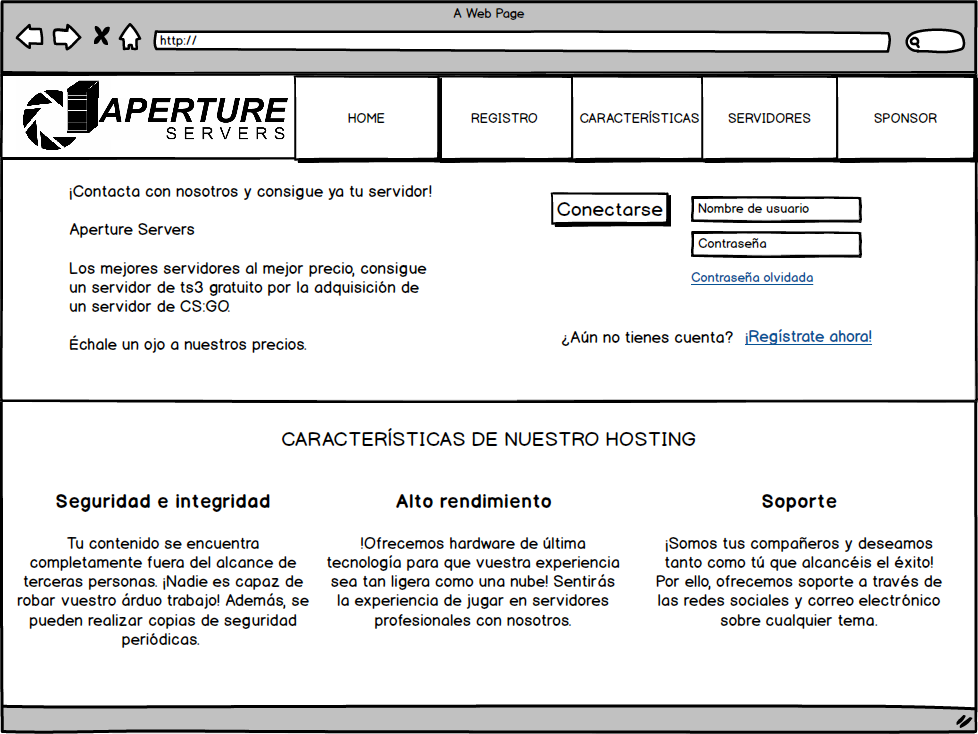 A Web Page
http://
APERTURE
SERVERS
HOME
REGISTRO
CARACTERÍSTICAS
SERVIDORES
SPONSOR
¡Contacta con nosotros y consigue ya tu servidor!
Aperture Servers
Los mejores servidores al mejor precio, consigue
un servidor de ts3 gratuito por la adquisición de
un servidor de CS:GO.
Échale un ojo a nuestros precios.
Conectarse
Nombre de usuario
Contraseña
Contraseña olvidada
¿Aún no tienes cuenta? ¡Regístrate ahora!
CARACTERÍSTICAS DE NUESTRO HOSTING
Seguridad e integridad
Tu contenido se encuentra
completamente fuera del alcance de
terceras personas. ¡Nadie es capaz de
robar vuestro árduo trabajo! Además, se
pueden realizar copias de seguridad
periódicas.
Alto rendimiento
!Ofrecemos hardware de última
tecnología para que vuestra experiencia
sea tan ligera como una nube! Sentirás
la experiencia de jugar en servidores
profesionales con nosotros.
Soporte
¡Somos tus compañeros y deseamos
tanto como tú que alcancéis el éxito!
Por ello, ofrecemos soporte a través de
las redes sociales y correo electrónico
sobre cualquier tema.